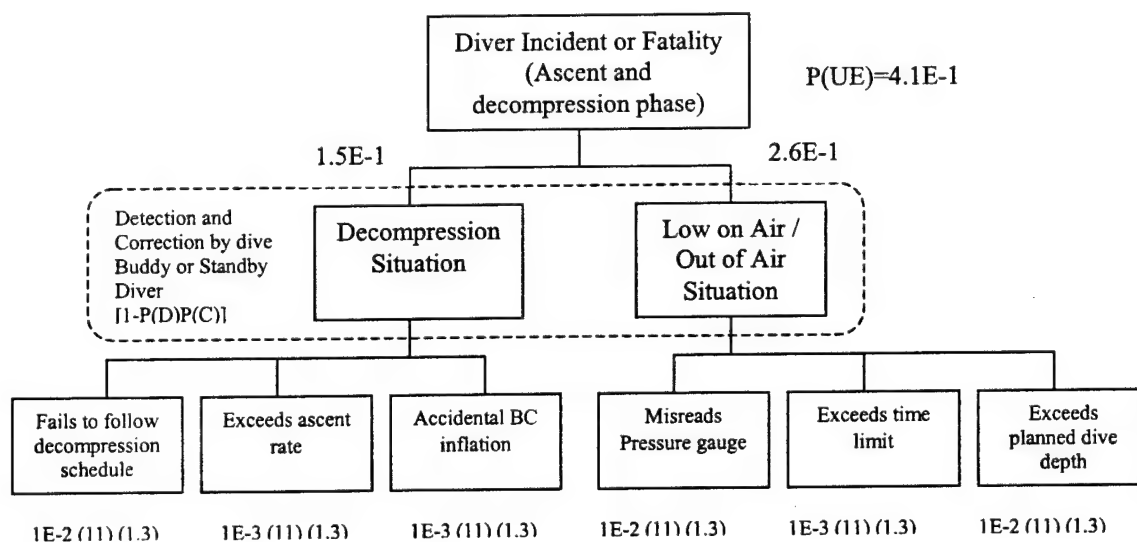 Diver Incident or Fatality
(Ascent and
decompression phase)
P(UE)=4.1E-1
1.5E-1
2.6E-1
Detection and
Correction by dive
Buddy or Standby
Diver
[1-P(D)P(C)]
Decompression
Situation
Low on Air /
Out of Air
Situation
Fails to follow
decompression
schedule
Exceeds ascent
rate
Accidental BC
inflation
Misreads
Pressure gauge
Exceeds time
limit
Exceeds
planned dive
depth
1E-2 (11) (1.3)
1E-3 (11) (1.3)
1E-3 (11) (1.3)
1E-2 (11) (1.3)
1E-3 (11) (1.3)
1E-2 (11) (1.3)